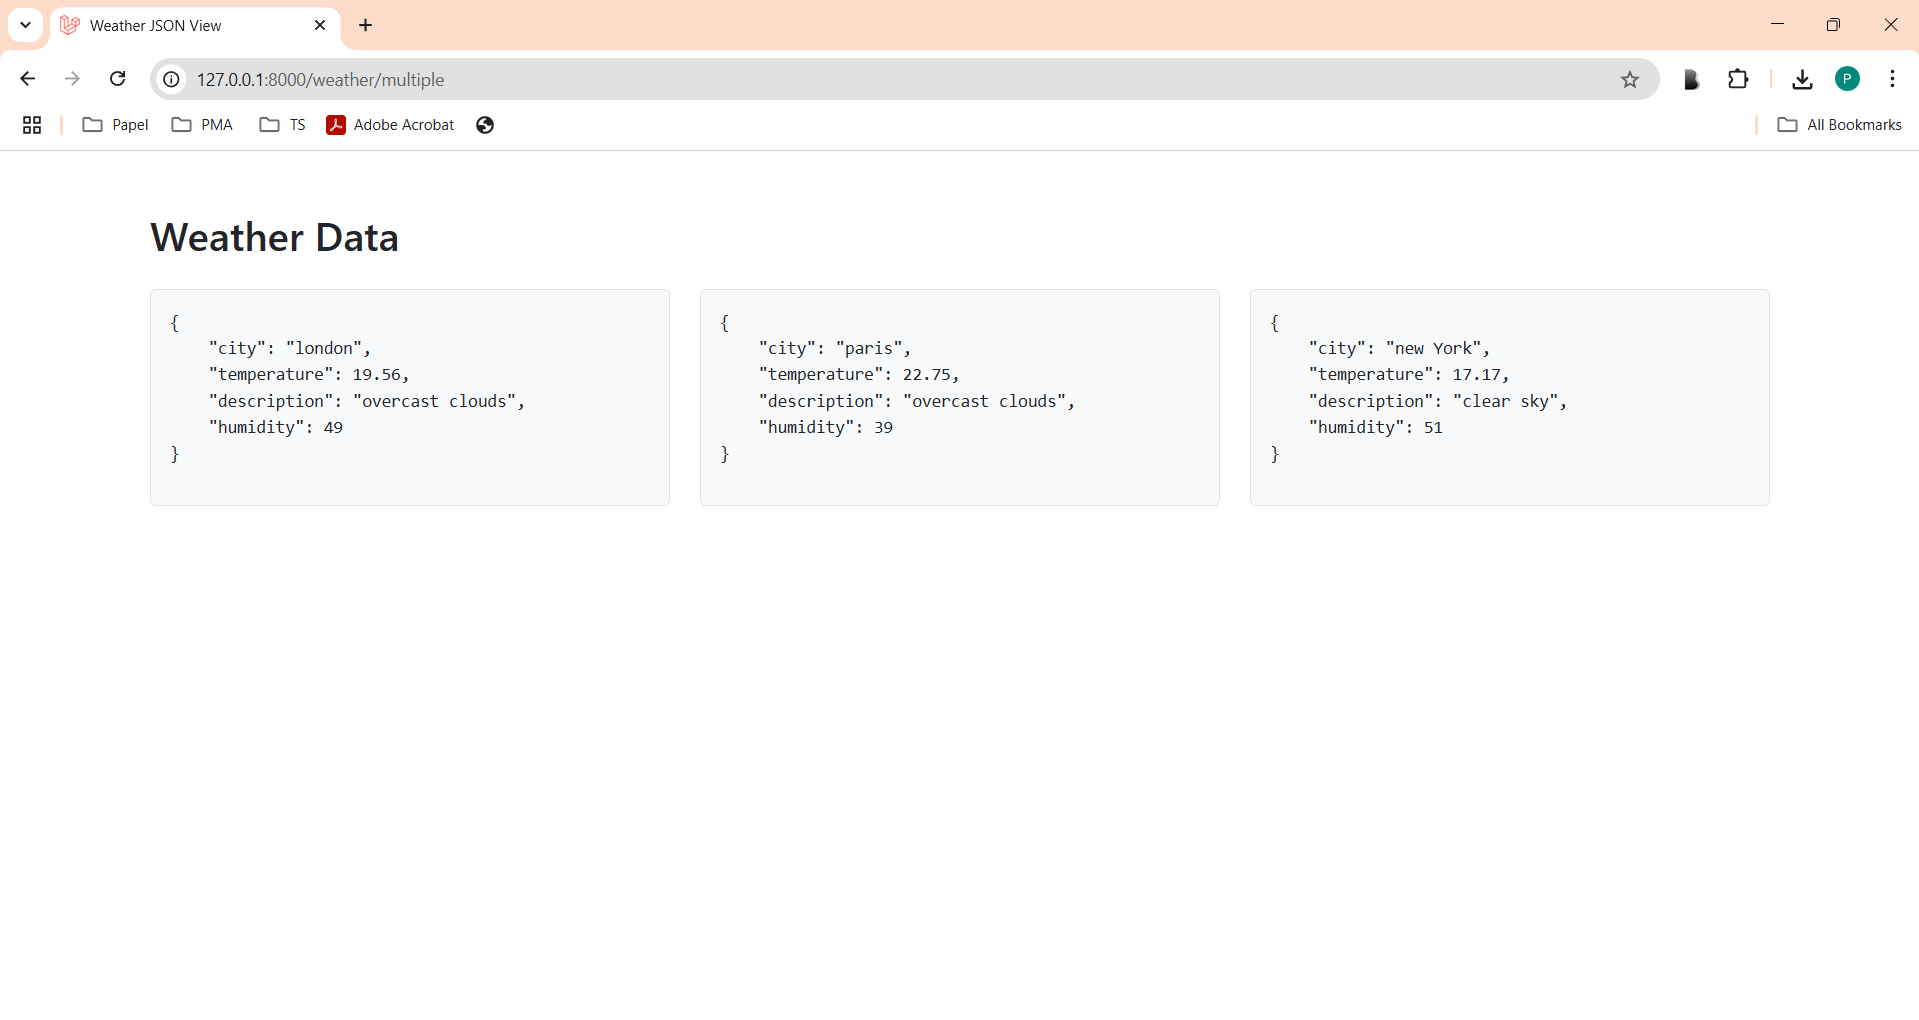 Weather JSON View
127.0.0.1:8000/weather/multiple
P
Papel PMA TS Adobe Acrobat All Bookmarks
Weather Data
{
    "city": "london",
    "temperature": 19.56,
    "description": "overcast clouds",
    "humidity": 49
}
{
    "city": "paris",
    "temperature": 22.75,
    "description": "overcast clouds",
    "humidity": 39
}
{
    "city": "new York",
    "temperature": 17.17,
    "description": "clear sky",
    "humidity": 51
}